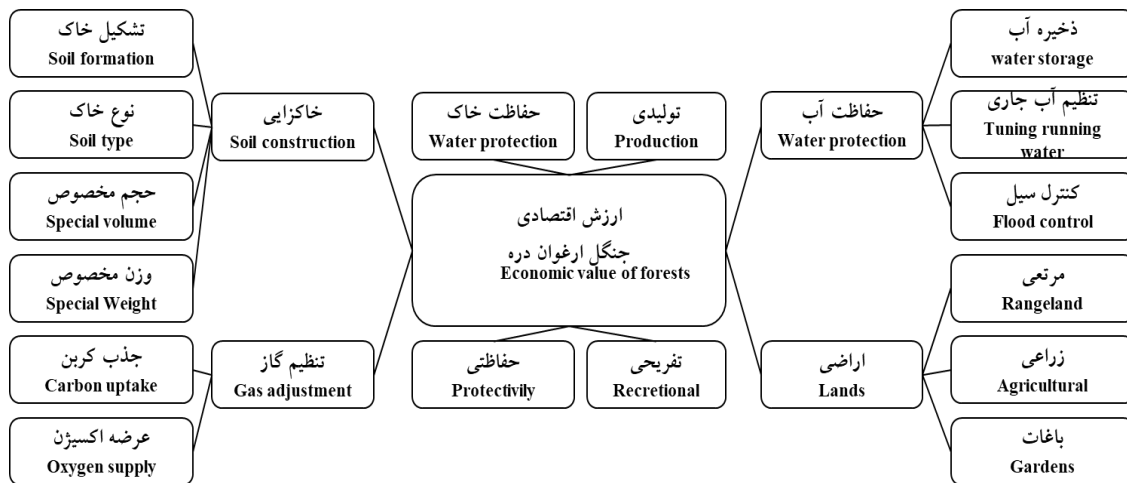 تشکیل خاک
Soil formation
نوع خاک
Soil type
حجم مخصوص
Special volume
وزن مخصوص
Special Weight
جذب کربن
Carbon uptake
عرضه اکسیژن
Oxygen supply
خاکزایی
Soil construction
تنظیم گاز
Gas adjustment
حفاظت خاک
Water protection
تولیدی
Production
ارزش اقتصادی
جنگل ارغوان دره
Economic value of forests
حفاظتی
Protectivily
تفریحی
Recretional
حفاظت آب
Water protection
اراضی
Lands
ذخیره آب
water storage
تنظیم آب جاری
Tuning running
water
کنترل سیل
Flood control
مرتعی
Rangeland
زراعی
Agricultural
باغات
Gardens